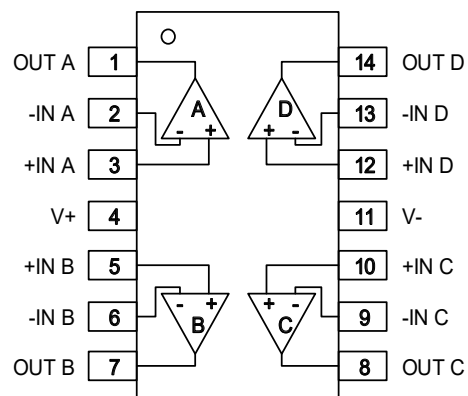 OUT A 1 14 OUT D
-IN A 2 A D 13 -IN D
- + + -
+IN A 3 12 +IN D
V+ 4 11 V-
+IN B 5 10 +IN C
- + + -
-IN B 6 B C 9 -IN C
OUT B 7 8 OUT C